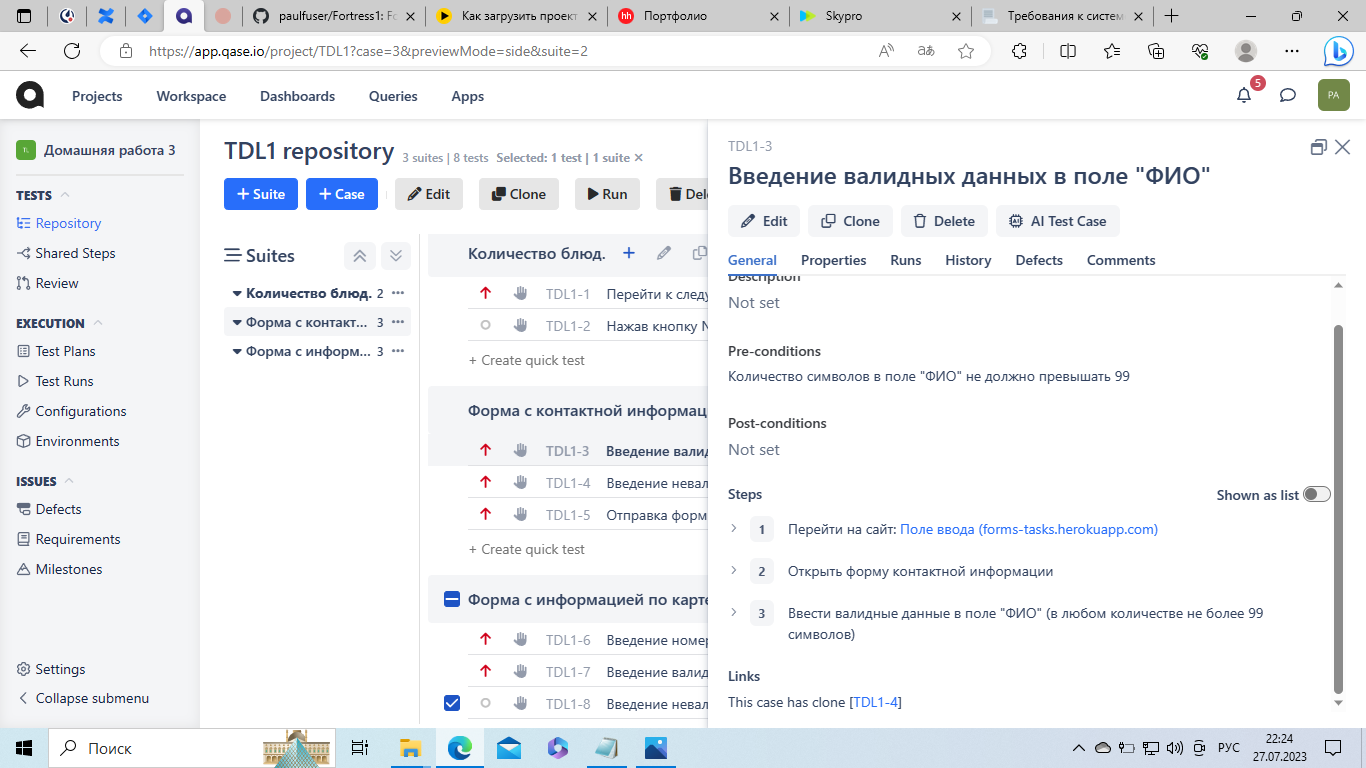 paulfuser/Fortress1: Fo
Как загрузить проект
hh
Портфолио
Skypro
Требования к систем
https://app.qase.io/project/TDL1?case=3&previewMode=side&suite=2
Projects
Workspace
Dashboards
Queries
Apps
5
PA
TL
Домашняя работа 3
TESTS
Repository
Shared Steps
Review
EXECUTION
Test Plans
Test Runs
Configurations
Environments
ISSUES
Defects
Requirements
Milestones
Settings
Collapse submenu
TDL1 repository
3 suites | 8 tests
Selected: 1 test | 1 suite ×
+ Suite
+ Case
Edit
Clone
Run
Del
Suites
Количество блюд. 2
Форма с контакт... 3
Форма с информ... 3
Количество блюд.
TDL1-1 Перейти к следу
TDL1-2 Нажав кнопку N
+ Create quick test
Форма с контактной информац
TDL1-3 Введение валид
TDL1-4 Введение невал
TDL1-5 Отправка форм
+ Create quick test
Форма с информацией по карте
TDL1-6 Введение номер
TDL1-7 Введение валид
TDL1-8 Введение невал
TDL1-3
Введение валидных данных в поле "ФИО"
Edit
Clone
Delete
AI Test Case
General
Properties
Runs
History
Defects
Comments
Description
Not set
Pre-conditions
Количество символов в поле "ФИО" не должно превышать 99
Post-conditions
Not set
Steps
Shown as list
1 Перейти на сайт: Поле ввода (forms-tasks.herokuapp.com)
2 Открыть форму контактной информации
3 Ввести валидные данные в поле "ФИО" (в любом количестве не более 99
символов)
Links
This case has clone [TDL1-4]
Поиск
РУС
22:24
27.07.2023